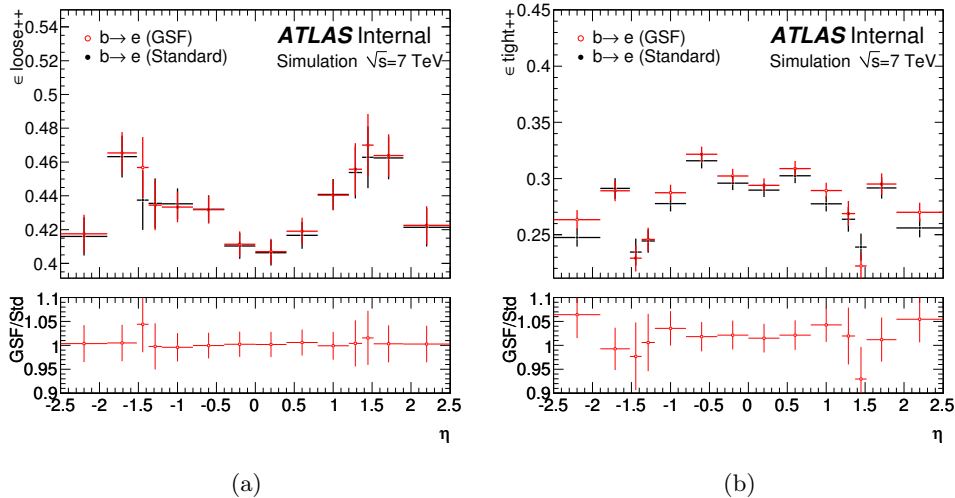 ∈ loose++
0.54
0.52
0.5
0.48
0.46
0.44
0.42
0.4
b→ e (GSF)
b→ e (Standard)
ATLAS Internal
Simulation √s=7 TeV
GSF/Std
1.1
1.05
1
0.95
0.9
-2.5 -2 -1.5 -1 -0.5 0 0.5 1 1.5 2 2.5
η
(a)
∈ tight++
0.45
0.4
0.35
0.3
0.25
b→ e (GSF)
b→ e (Standard)
ATLAS Internal
Simulation √s=7 TeV
GSF/Std
1.1
1.05
1
0.95
0.9
-2.5 -2 -1.5 -1 -0.5 0 0.5 1 1.5 2 2.5
η
(b)